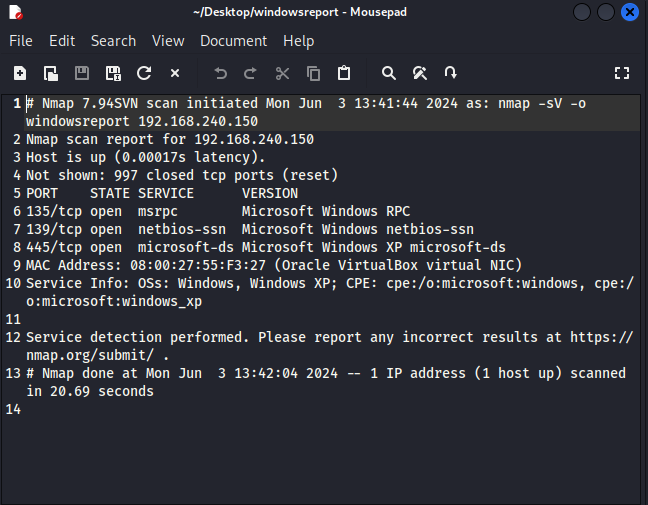 ~/Desktop/windowsreport - Mousepad
File Edit Search View Document Help
1 # Nmap 7.94SVN scan initiated Mon Jun  3 13:41:44 2024 as: nmap -sV -o
windowsreport 192.168.240.150
2 Nmap scan report for 192.168.240.150
3 Host is up (0.00017s latency).
4 Not shown: 997 closed tcp ports (reset)
5 PORT    STATE SERVICE      VERSION
6 135/tcp open  msrpc        Microsoft Windows RPC
7 139/tcp open  netbios-ssn  Microsoft Windows netbios-ssn
8 445/tcp open  microsoft-ds Microsoft Windows XP microsoft-ds
9 MAC Address: 08:00:27:55:F3:27 (Oracle VirtualBox virtual NIC)
10 Service Info: OSs: Windows, Windows XP; CPE: cpe:/o:microsoft:windows, cpe:/
o:microsoft:windows_xp
11
12 Service detection performed. Please report any incorrect results at https://
nmap.org/submit/ .
13 # Nmap done at Mon Jun  3 13:42:04 2024 -- 1 IP address (1 host up) scanned
in 20.69 seconds
14